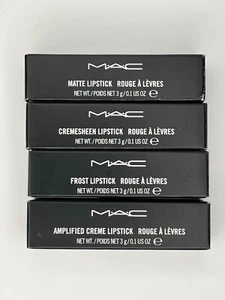 MAC
MATTE LIPSTICK ROUGE À LÈVRES
NET WT./POIDS NET 3 g/0.1 US OZ ℮
MAC
CREMESHEEN LIPSTICK ROUGE À LÈVRES
NET WT./POIDS NET 3 g/0.1 US OZ ℮
MAC
FROST LIPSTICK ROUGE À LÈVRES
NET WT./POIDS NET 3 g/0.1 US OZ ℮
MAC
AMPLIFIED CREME LIPSTICK ROUGE À LÈVRES
NET WT./POIDS NET 3 g/0.1 US OZ ℮